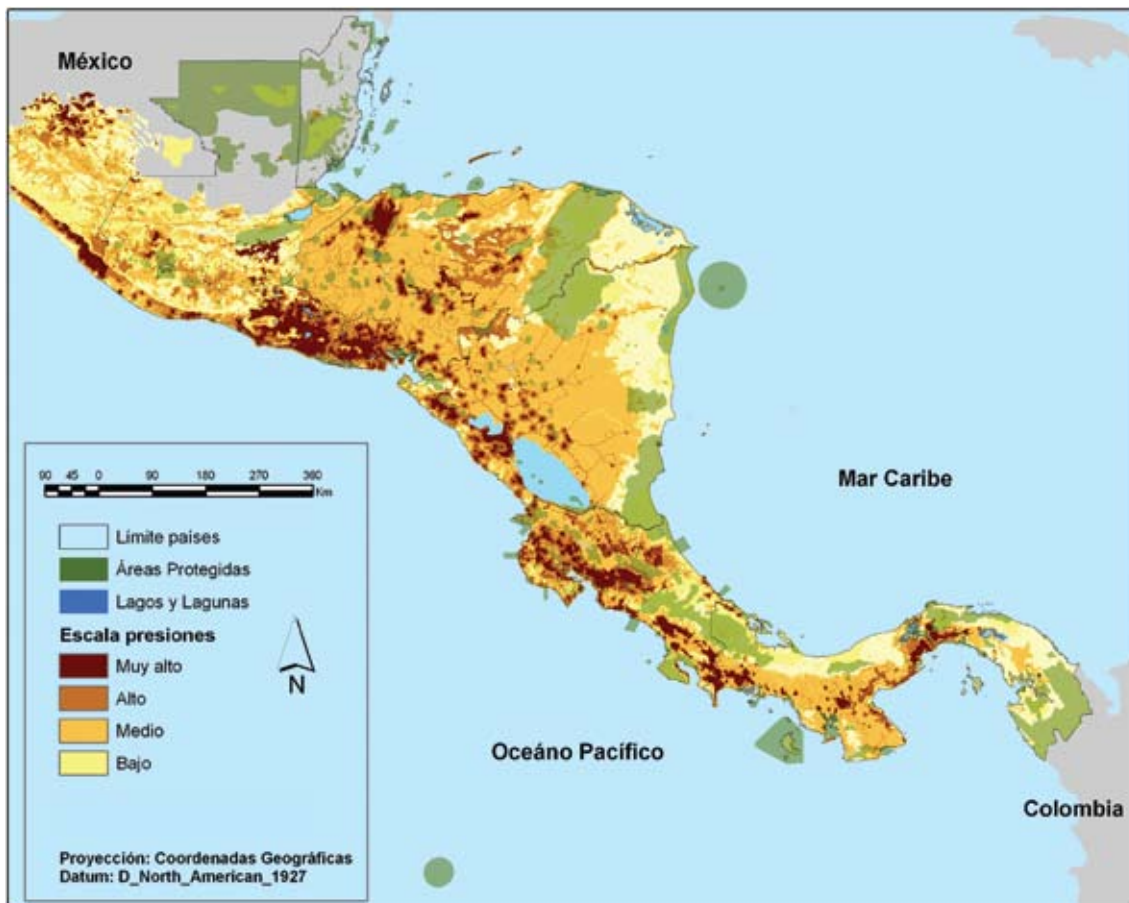 México
Mar Caribe
Océano Pacífico
Colombia
90 45 0 90 180 270 360
Km
Límite países
Áreas Protegidas
Lagos y Lagunas
Escala presiones
Muy alto
Alto
Medio
Bajo
N
Proyección: Coordenadas Geográficas
Datum: D_North_American_1927